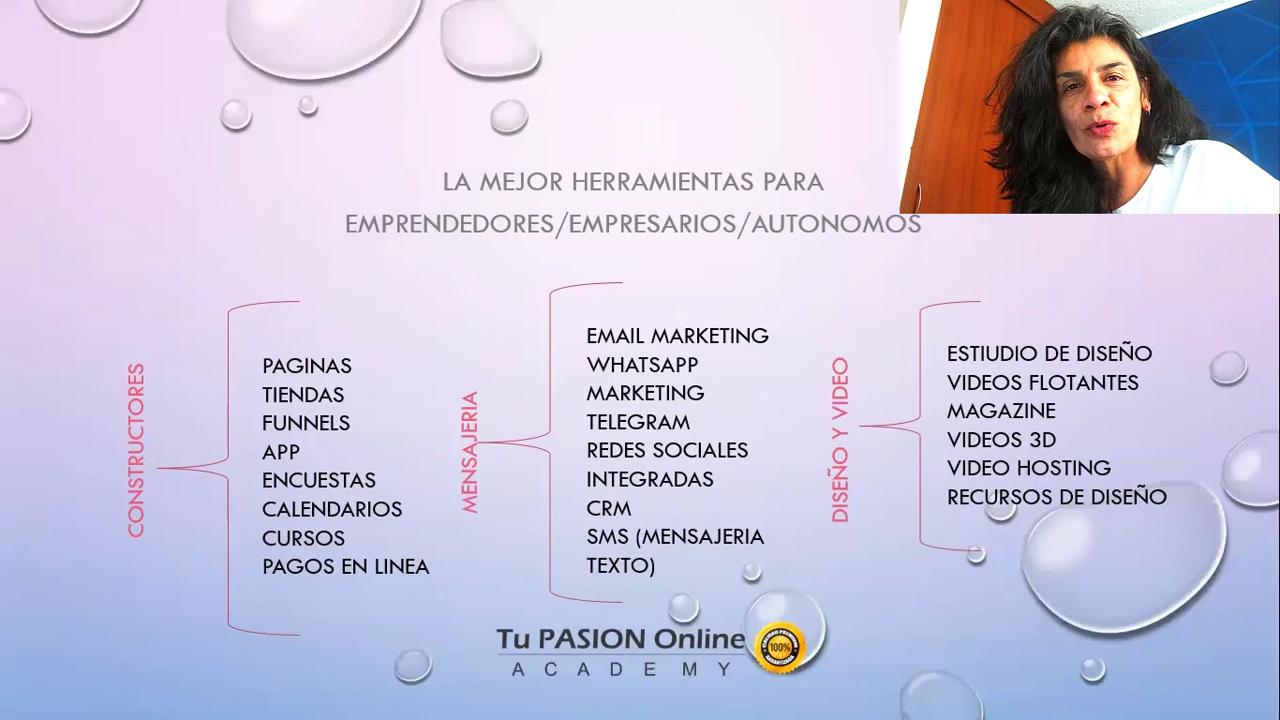 LA MEJOR HERRAMIENTAS PARA
EMPRENDEDORES/EMPRESARIOS/AUTONOMOS
CONSTRUCTORES
PAGINAS
TIENDAS
FUNNELS
APP
ENCUESTAS
CALENDARIOS
CURSOS
PAGOS EN LINEA
MENSAJERIA
EMAIL MARKETING
WHATSAPP
MARKETING
TELEGRAM
REDES SOCIALES
INTEGRADAS
CRM
SMS (MENSAJERIA
TEXTO)
DISEÑO Y VIDEO
ESTIUDIO DE DISEÑO
VIDEOS FLOTANTES
MAGAZINE
VIDEOS 3D
VIDEO HOSTING
RECURSOS DE DISEÑO
Tu PASION Online
ACADEMY
100%